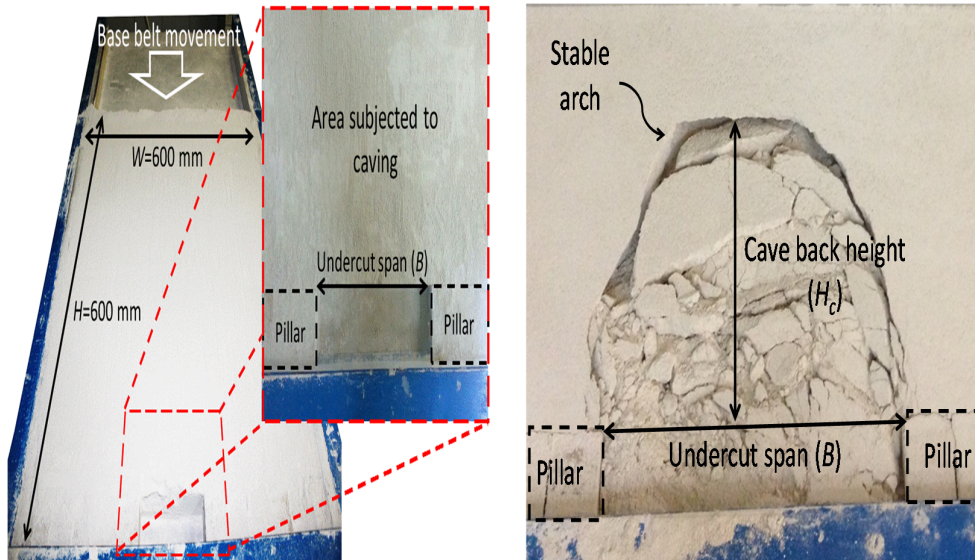 Base belt movement
W=600 mm
H=600 mm
Area subjected to
caving
Undercut span (B)
Pillar
Pillar
Stable
arch
Cave back height
(Hc)
Undercut span (B)
Pillar
Pillar